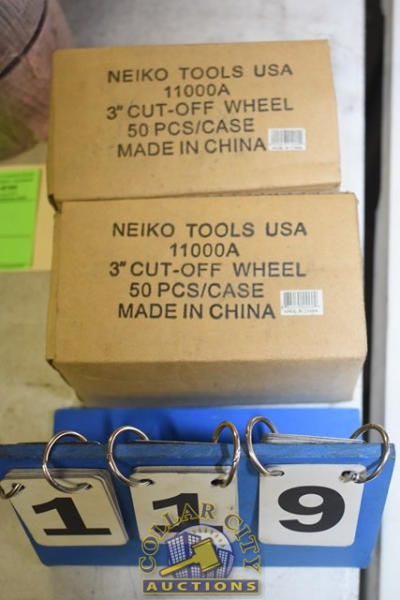 NEIKO TOOLS USA
11000A
3" CUT-OFF WHEEL
50 PCS/CASE
MADE IN CHINA
NEIKO TOOLS USA
11000A
3" CUT-OFF WHEEL
50 PCS/CASE
MADE IN CHINA
1 1 9
COLLAR CITY
AUCTIONS